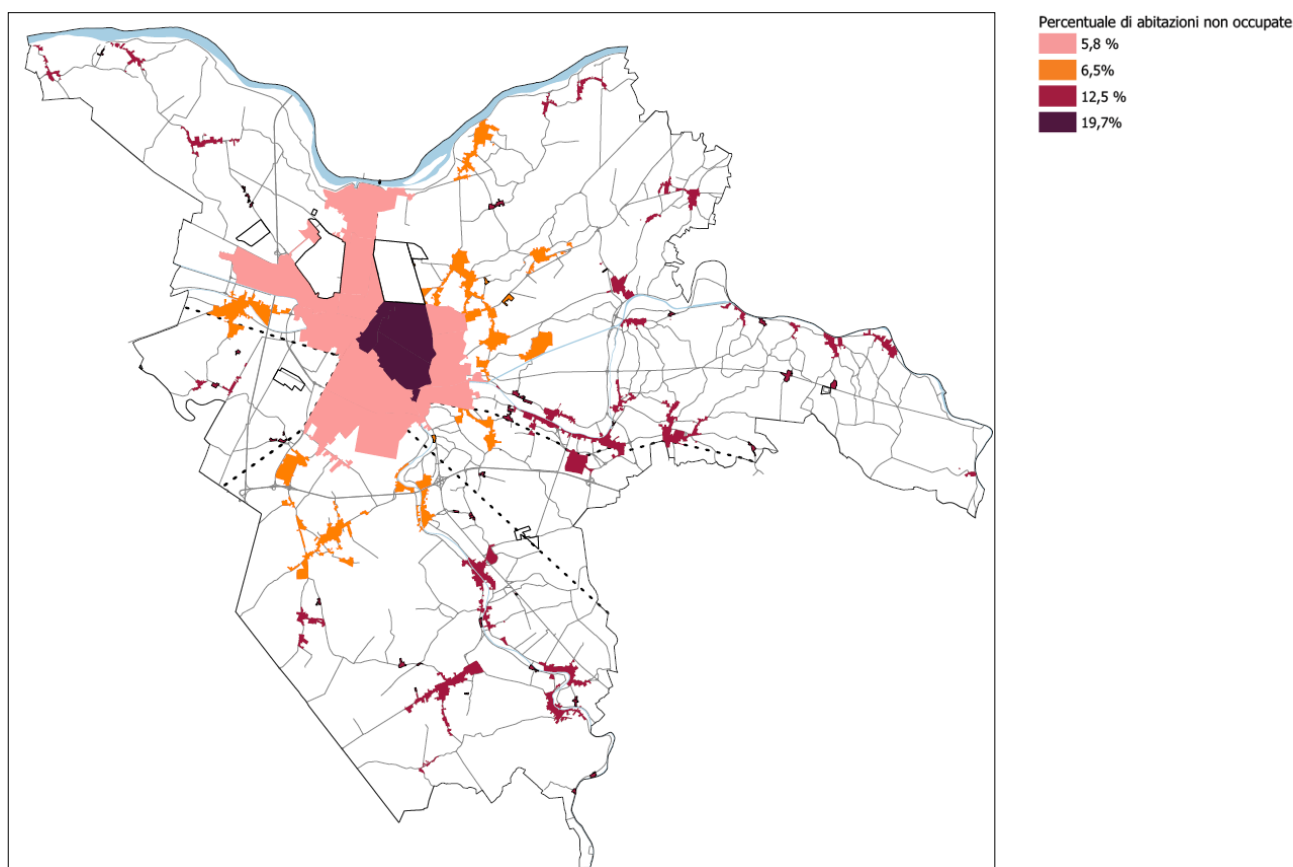 Percentuale di abitazioni non occupate
5,8 %
6,5%
12,5 %
19,7%